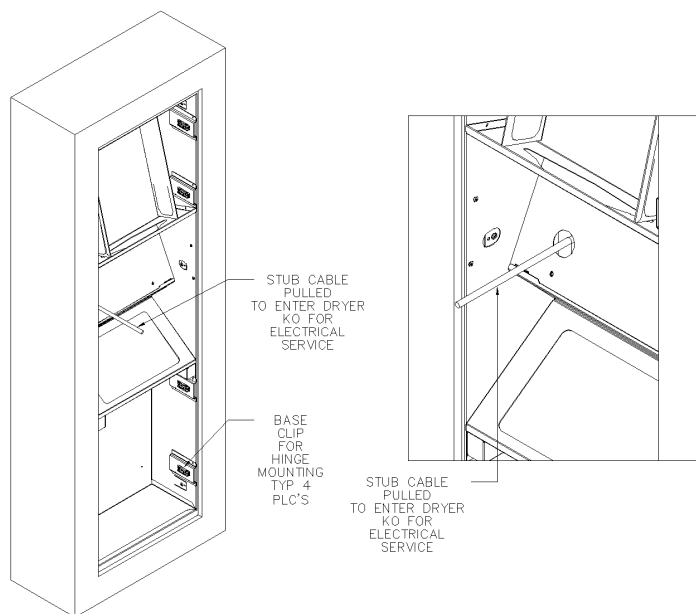 STUB CABLE
PULLED
TO ENTER DRYER
KO FOR
ELECTRICAL
SERVICE
BASE
CLIP
FOR
HINGE
MOUNTING
TYP 4
PLC'S
STUB CABLE
PULLED
TO ENTER DRYER
KO FOR
ELECTRICAL
SERVICE